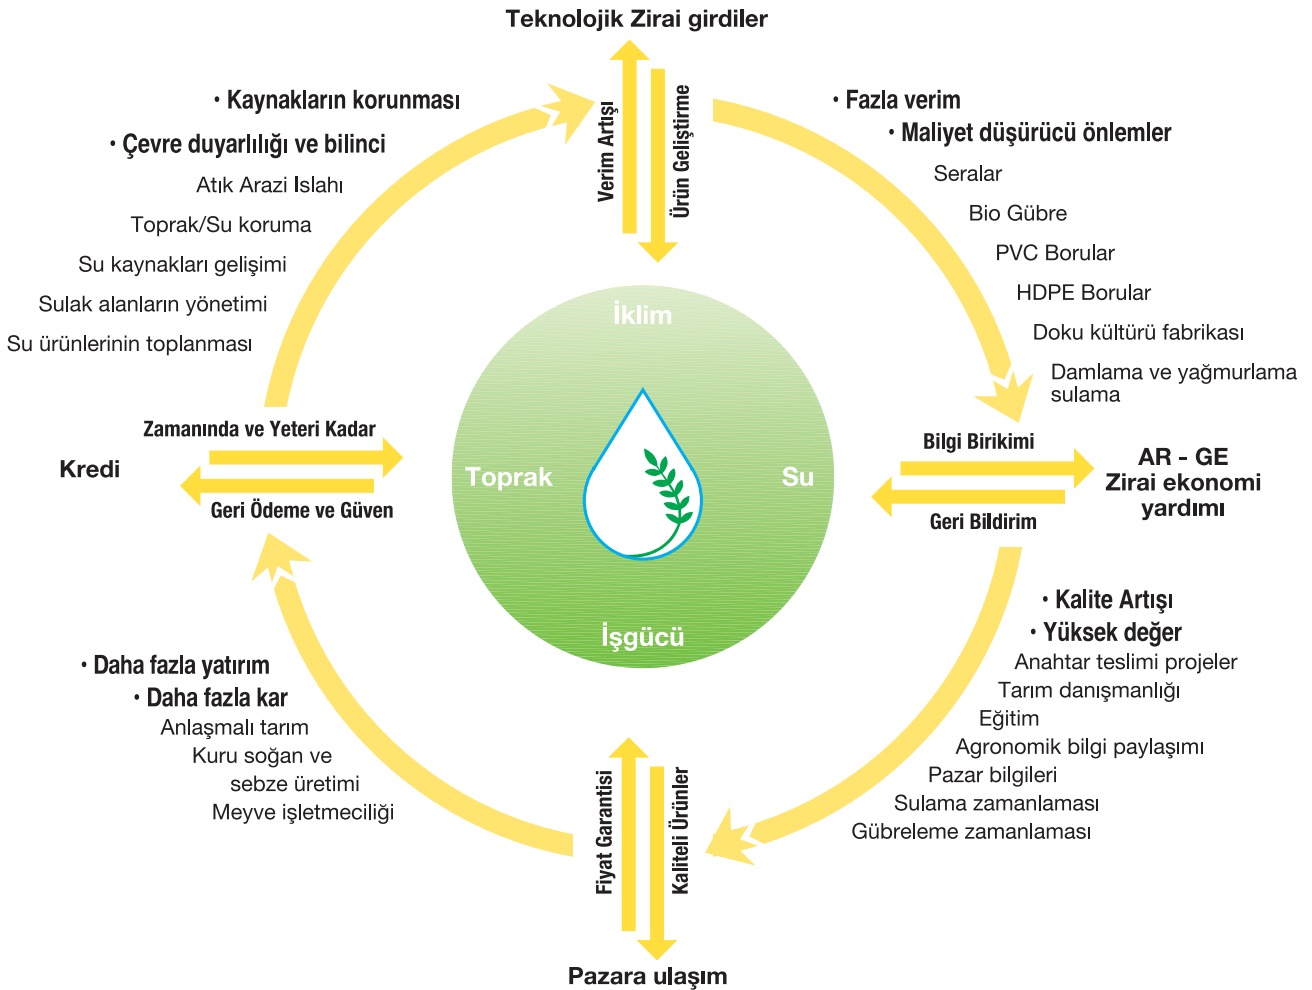 Teknolojik Zirai girdiler
• Kaynakların korunması
• Çevre duyarlılığı ve bilinci
Atık Arazi Islahı
Toprak/Su koruma
Su kaynakları gelişimi
Sulak alanların yönetimi
Su ürünlerinin toplanması
Verim Artışı
Ürün Geliştirme
• Fazla verim
• Maliyet düşürücü önlemler
Seralar
Bio Gübre
PVC Borular
HDPE Borular
Doku kültürü fabrikası
Damlama ve yağmurlama
sulama
İklim
Toprak
Su
İşgücü
Kredi
Zamanında ve Yeteri Kadar
Geri Ödeme ve Güven
Bilgi Birikimi
Geri Bildirim
AR - GE
Zirai ekonomi
yardımı
• Kalite Artışı
• Yüksek değer
Anahtar teslimi projeler
Tarım danışmanlığı
Eğitim
Agronomik bilgi paylaşımı
Pazar bilgileri
Sulama zamanlaması
Gübreleme zamanlaması
• Daha fazla yatırım
• Daha fazla kar
Anlaşmalı tarım
Kuru soğan ve
sebze üretimi
Meyve işletmeciliği
Fiyat Garantisi
Kaliteli Ürünler
Pazara ulaşım